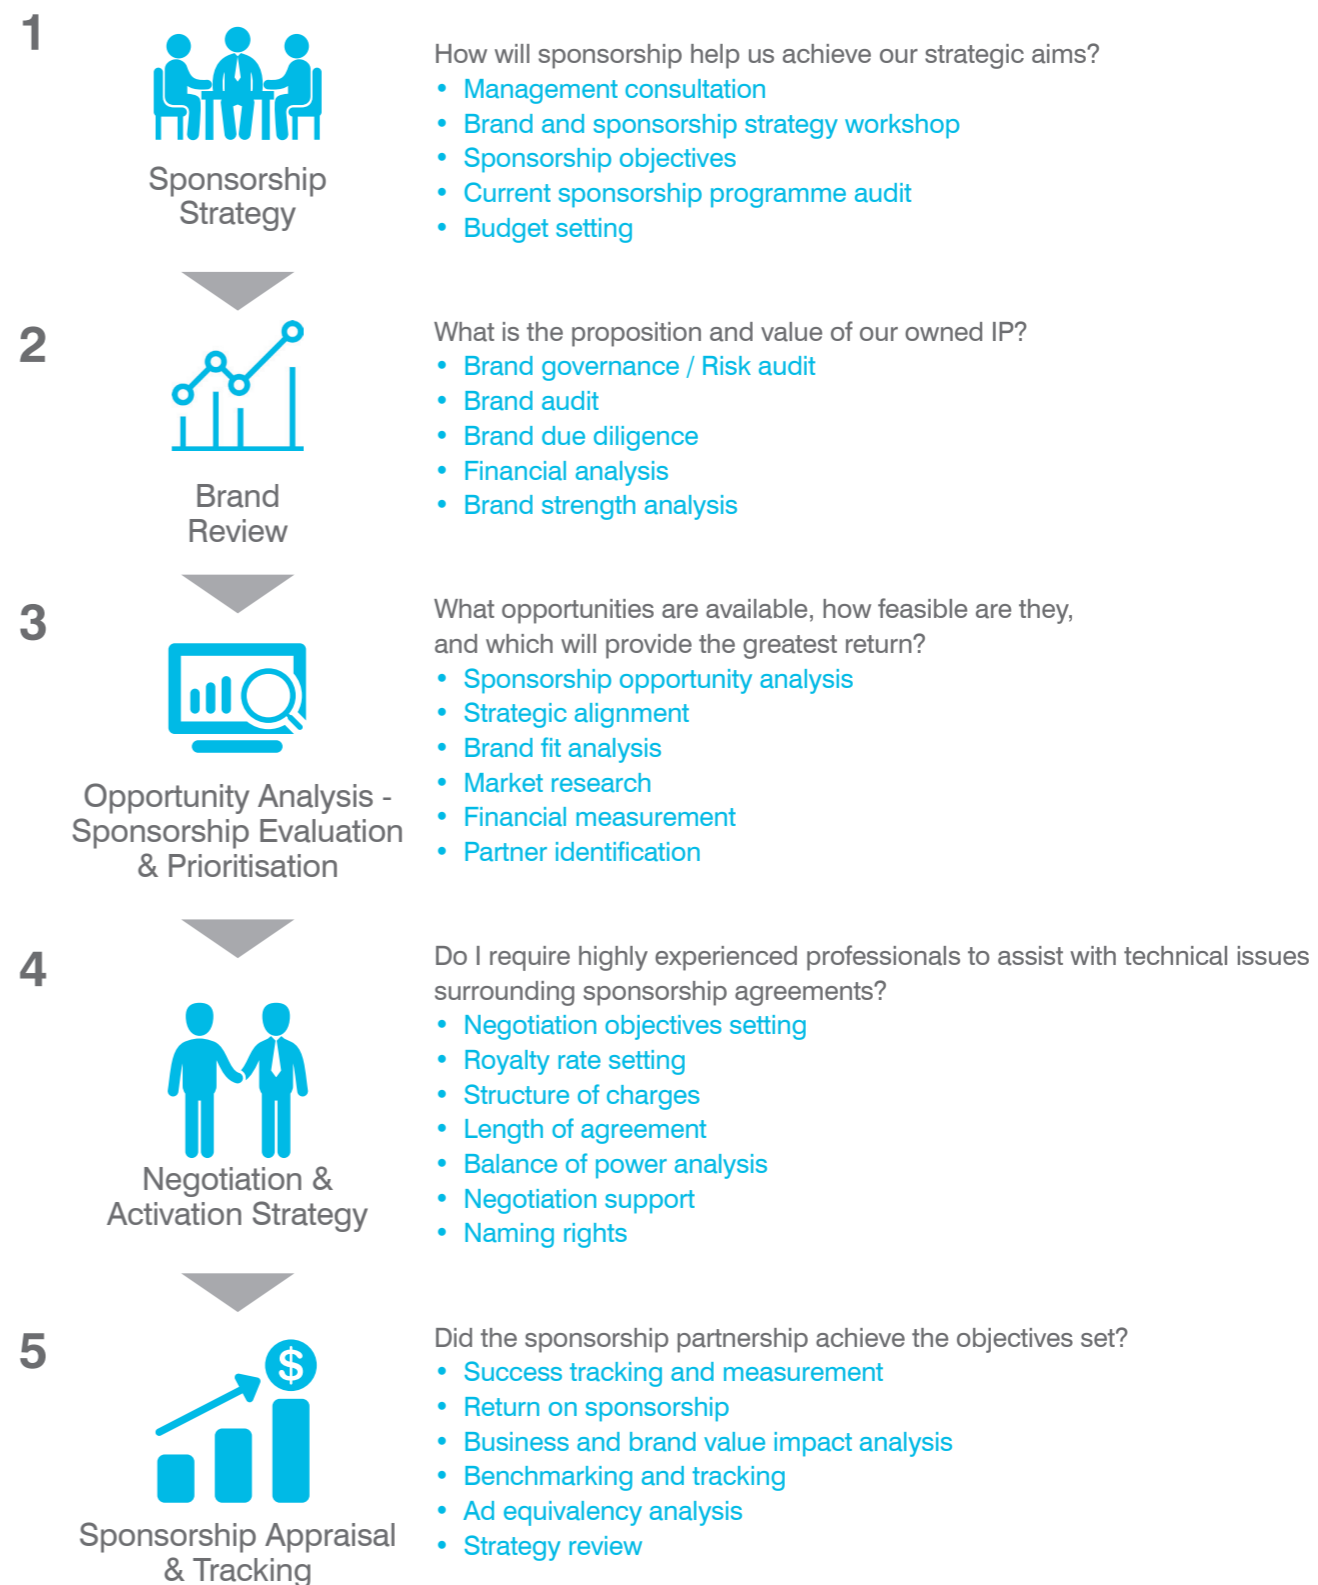 1
Sponsorship
Strategy
How will sponsorship help us achieve our strategic aims?
• Management consultation
• Brand and sponsorship strategy workshop
• Sponsorship objectives
• Current sponsorship programme audit
• Budget setting
2
Brand
Review
What is the proposition and value of our owned IP?
• Brand governance / Risk audit
• Brand audit
• Brand due diligence
• Financial analysis
• Brand strength analysis
3
Opportunity Analysis -
Sponsorship Evaluation
& Prioritisation
What opportunities are available, how feasible are they,
and which will provide the greatest return?
• Sponsorship opportunity analysis
• Strategic alignment
• Brand fit analysis
• Market research
• Financial measurement
• Partner identification
4
Negotiation &
Activation Strategy
Do I require highly experienced professionals to assist with technical issues
surrounding sponsorship agreements?
• Negotiation objectives setting
• Royalty rate setting
• Structure of charges
• Length of agreement
• Balance of power analysis
• Negotiation support
• Naming rights
5
$
Sponsorship Appraisal
& Tracking
Did the sponsorship partnership achieve the objectives set?
• Success tracking and measurement
• Return on sponsorship
• Business and brand value impact analysis
• Benchmarking and tracking
• Ad equivalency analysis
• Strategy review